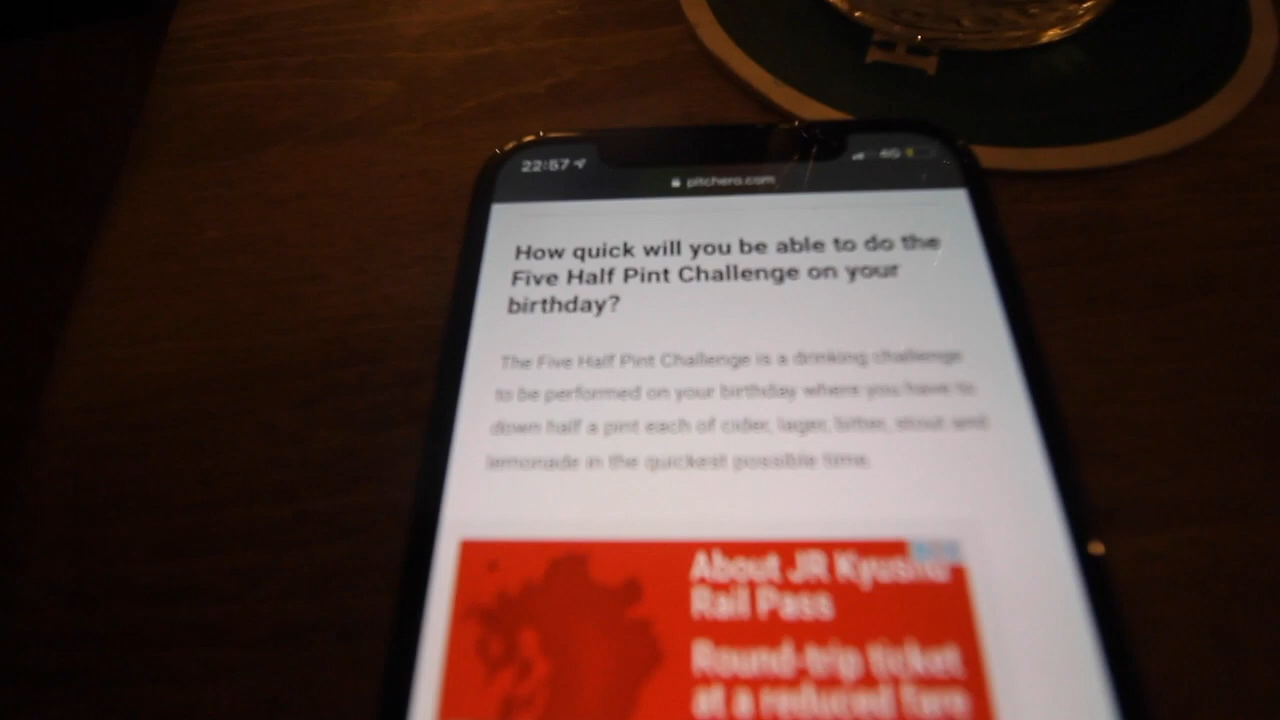 22:57
4G
pitchero.com
How quick will you be able to do the
Five Half Pint Challenge on your
birthday?
The Five Half Pint Challenge is a drinking challenge
to be performed on your birthday where you have to
down half a pint each of cider, lager, bitter, stout and
lemonade in the quickest possible time.
About JR Kyushu
Rail Pass
Round-trip ticket
at a reduced fare